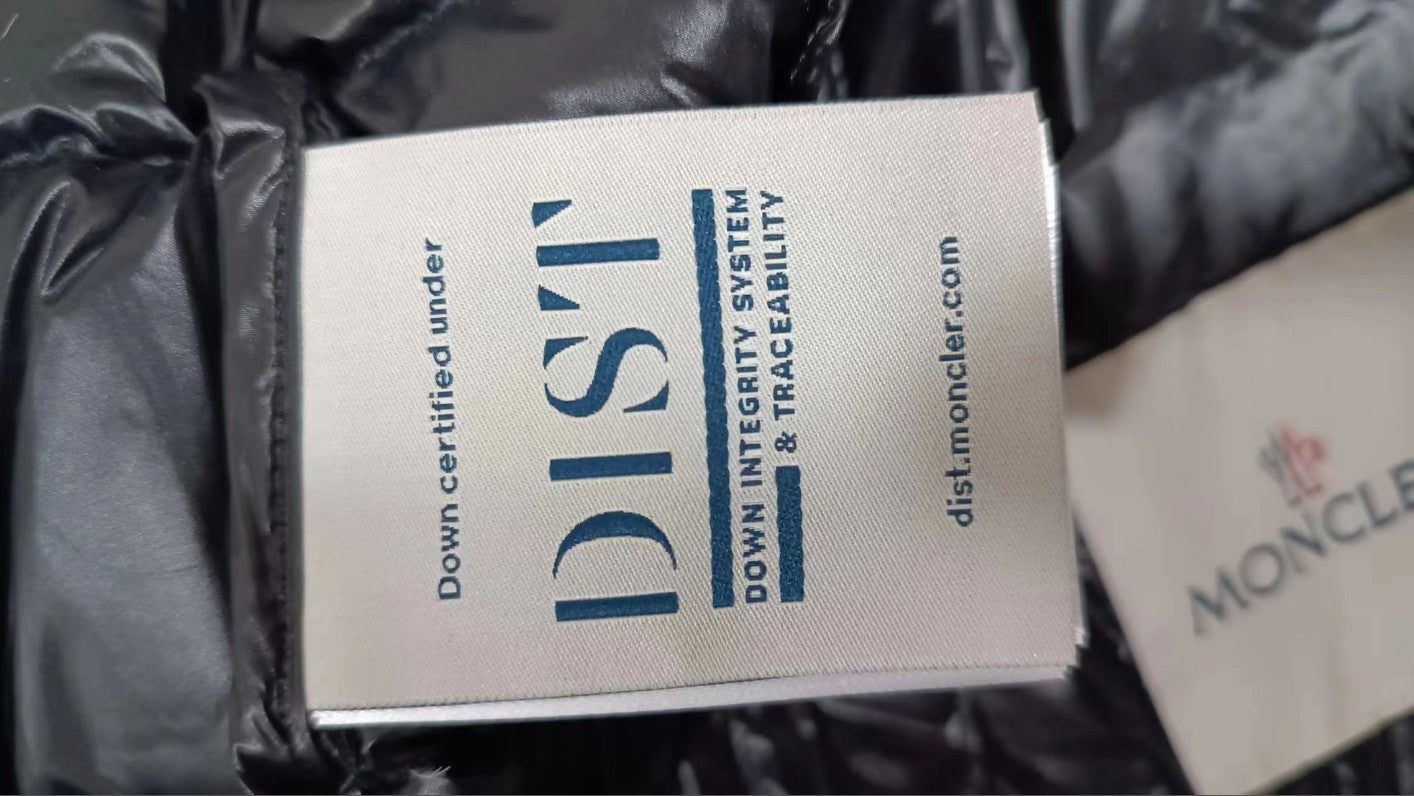 Down certified under
DIST
DOWN INTEGRITY SYSTEM
& TRACEABILITY
dist.moncler.com
MONCLE